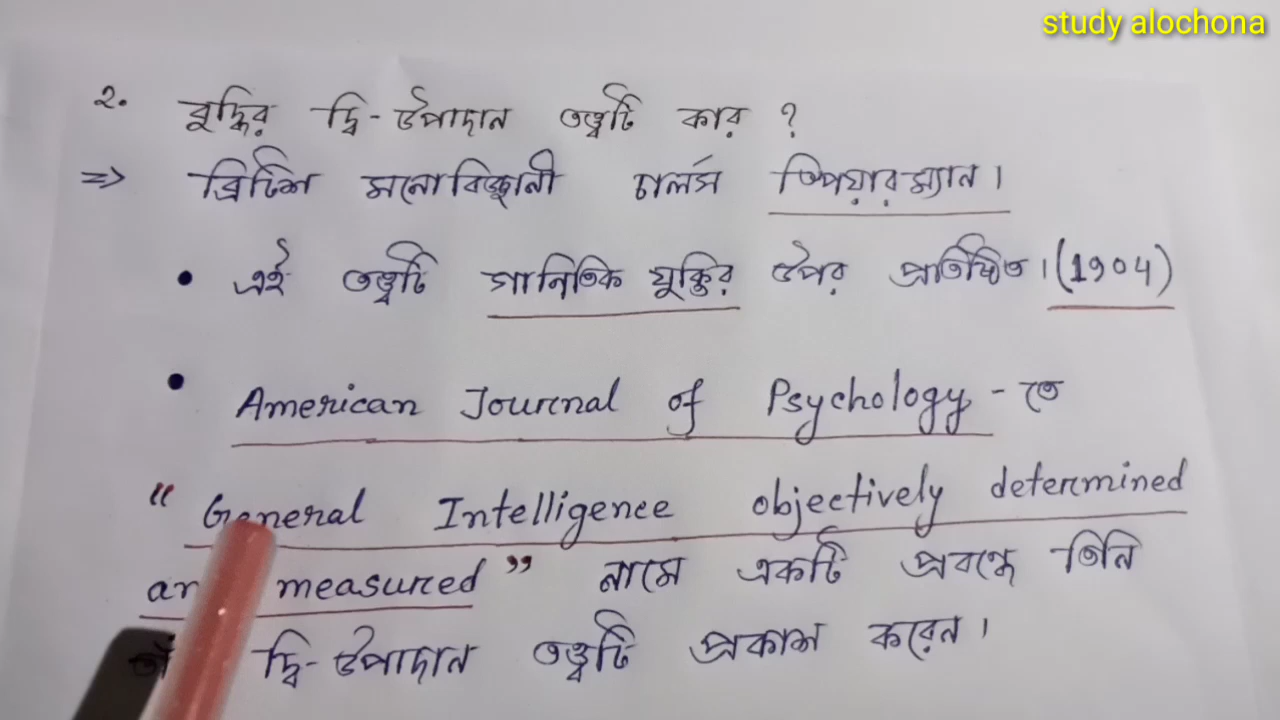 study alochona
২. বুদ্ধির দ্বি-উপাদান তত্ত্বটি কার ?
⇒ ব্রিটিশ মনোবিজ্ঞানী চার্লস স্পিয়ারম্যান।
• এই তত্ত্বটি গানিতিক যুক্তির উপর প্রতিষ্ঠিত। (1904)
• American Journal of Psychology - তে
“ General Intelligence objectively determined
measured ” নামে একটি প্রবন্ধে তিনি
দ্বি-উপাদান তত্ত্বটি প্রকাশ করেন।